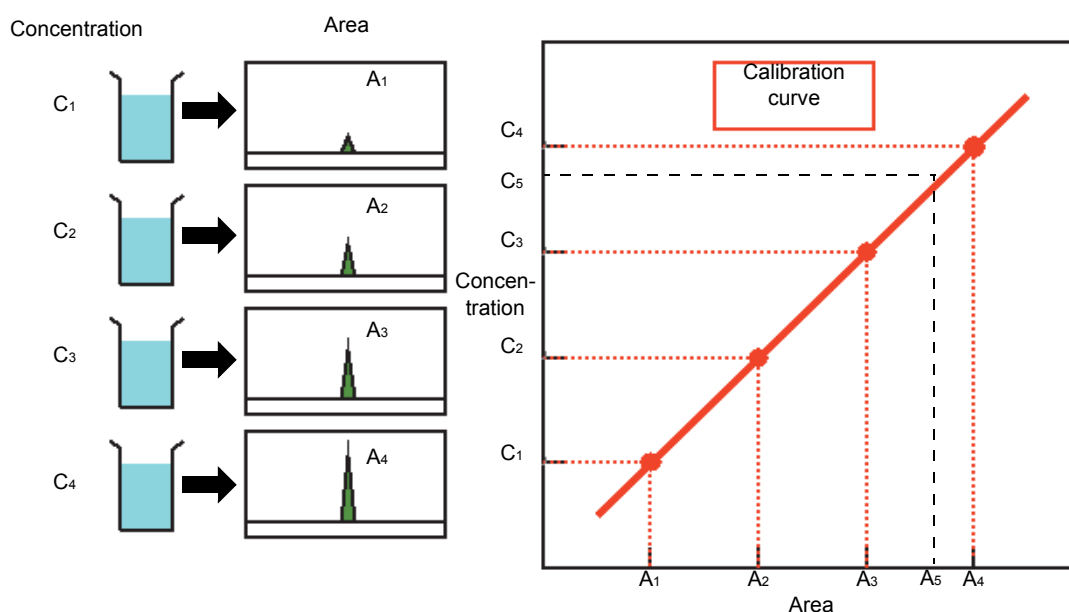 Concentration
Area
C1
A1
C2
A2
C3
A3
C4
A4
Calibration
curve
C4
C5
C3
Concen-
tration
C2
C1
A1 A2 A3 A5 A4
Area